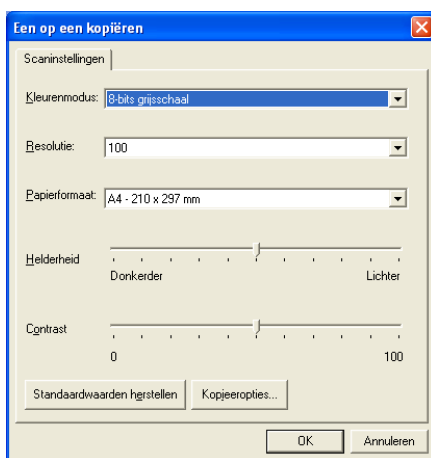 Een op een kopiëren
Scaninstellingen
Kleurenmodus: 8-bits grijsschaal
Resolutie: 100
Papierformaat: A4 - 210 x 297 mm
Helderheid
Donkerder Lichter
Contrast
0 100
Standaardwaarden herstellen Kopjeeropties...
OK Annuleren